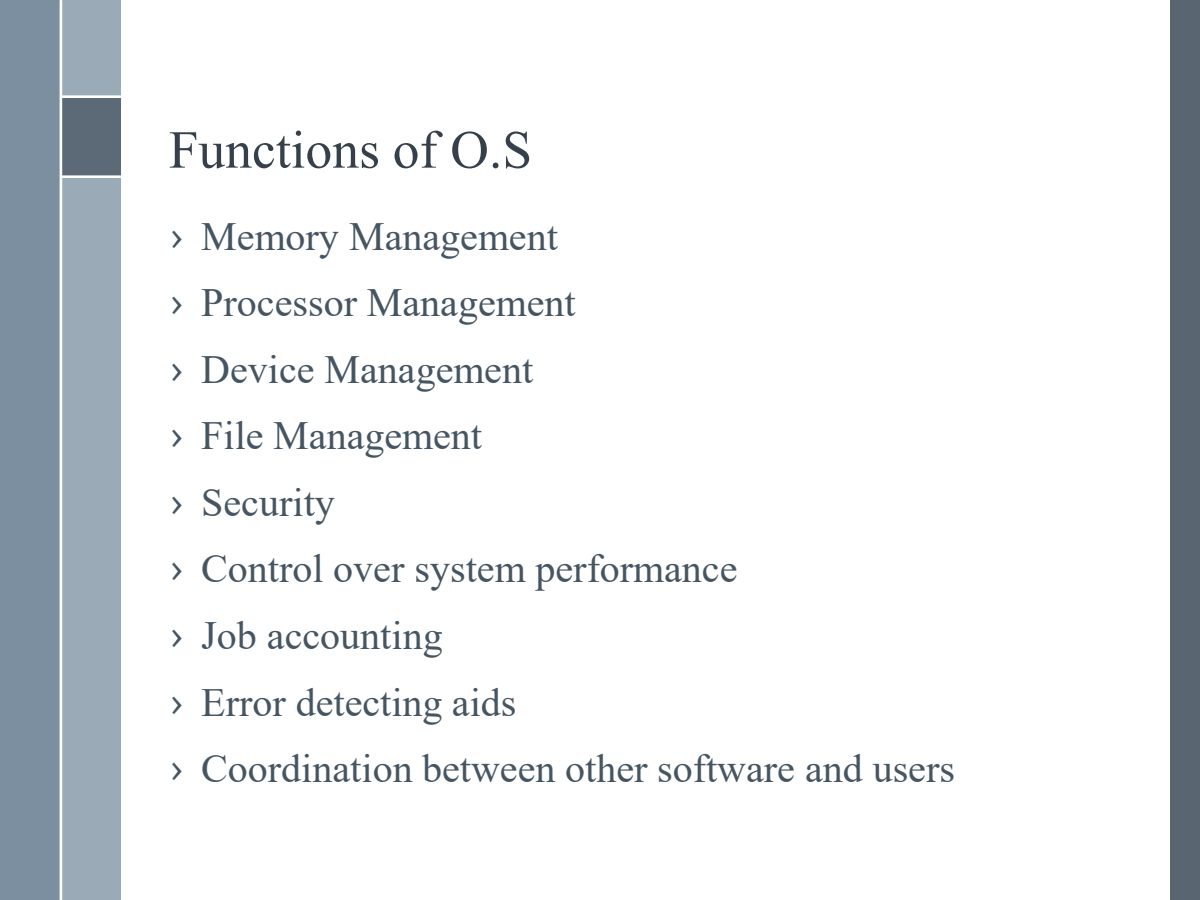 Functions of O.S
› Memory Management
› Processor Management
› Device Management
› File Management
› Security
› Control over system performance
› Job accounting
› Error detecting aids
› Coordination between other software and users